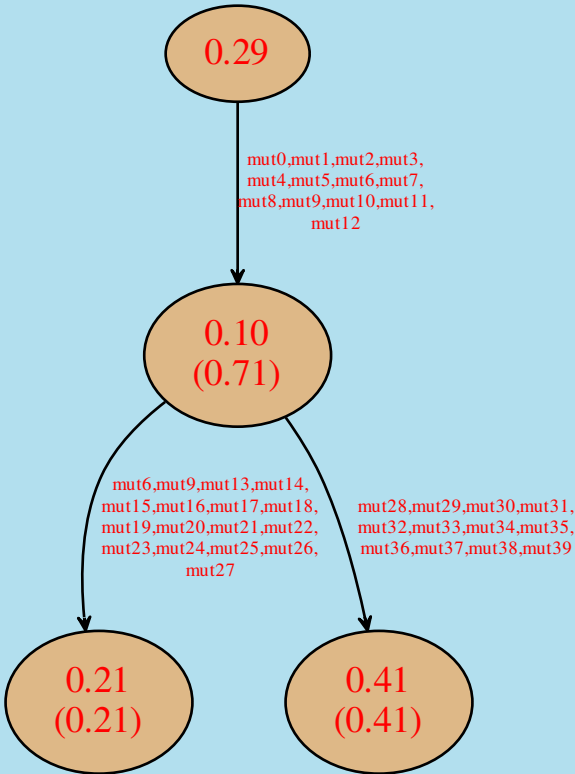 0.29
mut0,mut1,mut2,mut3,
mut4,mut5,mut6,mut7,
mut8,mut9,mut10,mut11,
mut12
0.10
(0.71)
mut6,mut9,mut13,mut14,
mut15,mut16,mut17,mut18,
mut19,mut20,mut21,mut22,
mut23,mut24,mut25,mut26,
mut27
mut28,mut29,mut30,mut31,
mut32,mut33,mut34,mut35,
mut36,mut37,mut38,mut39
0.21
(0.21)
0.41
(0.41)